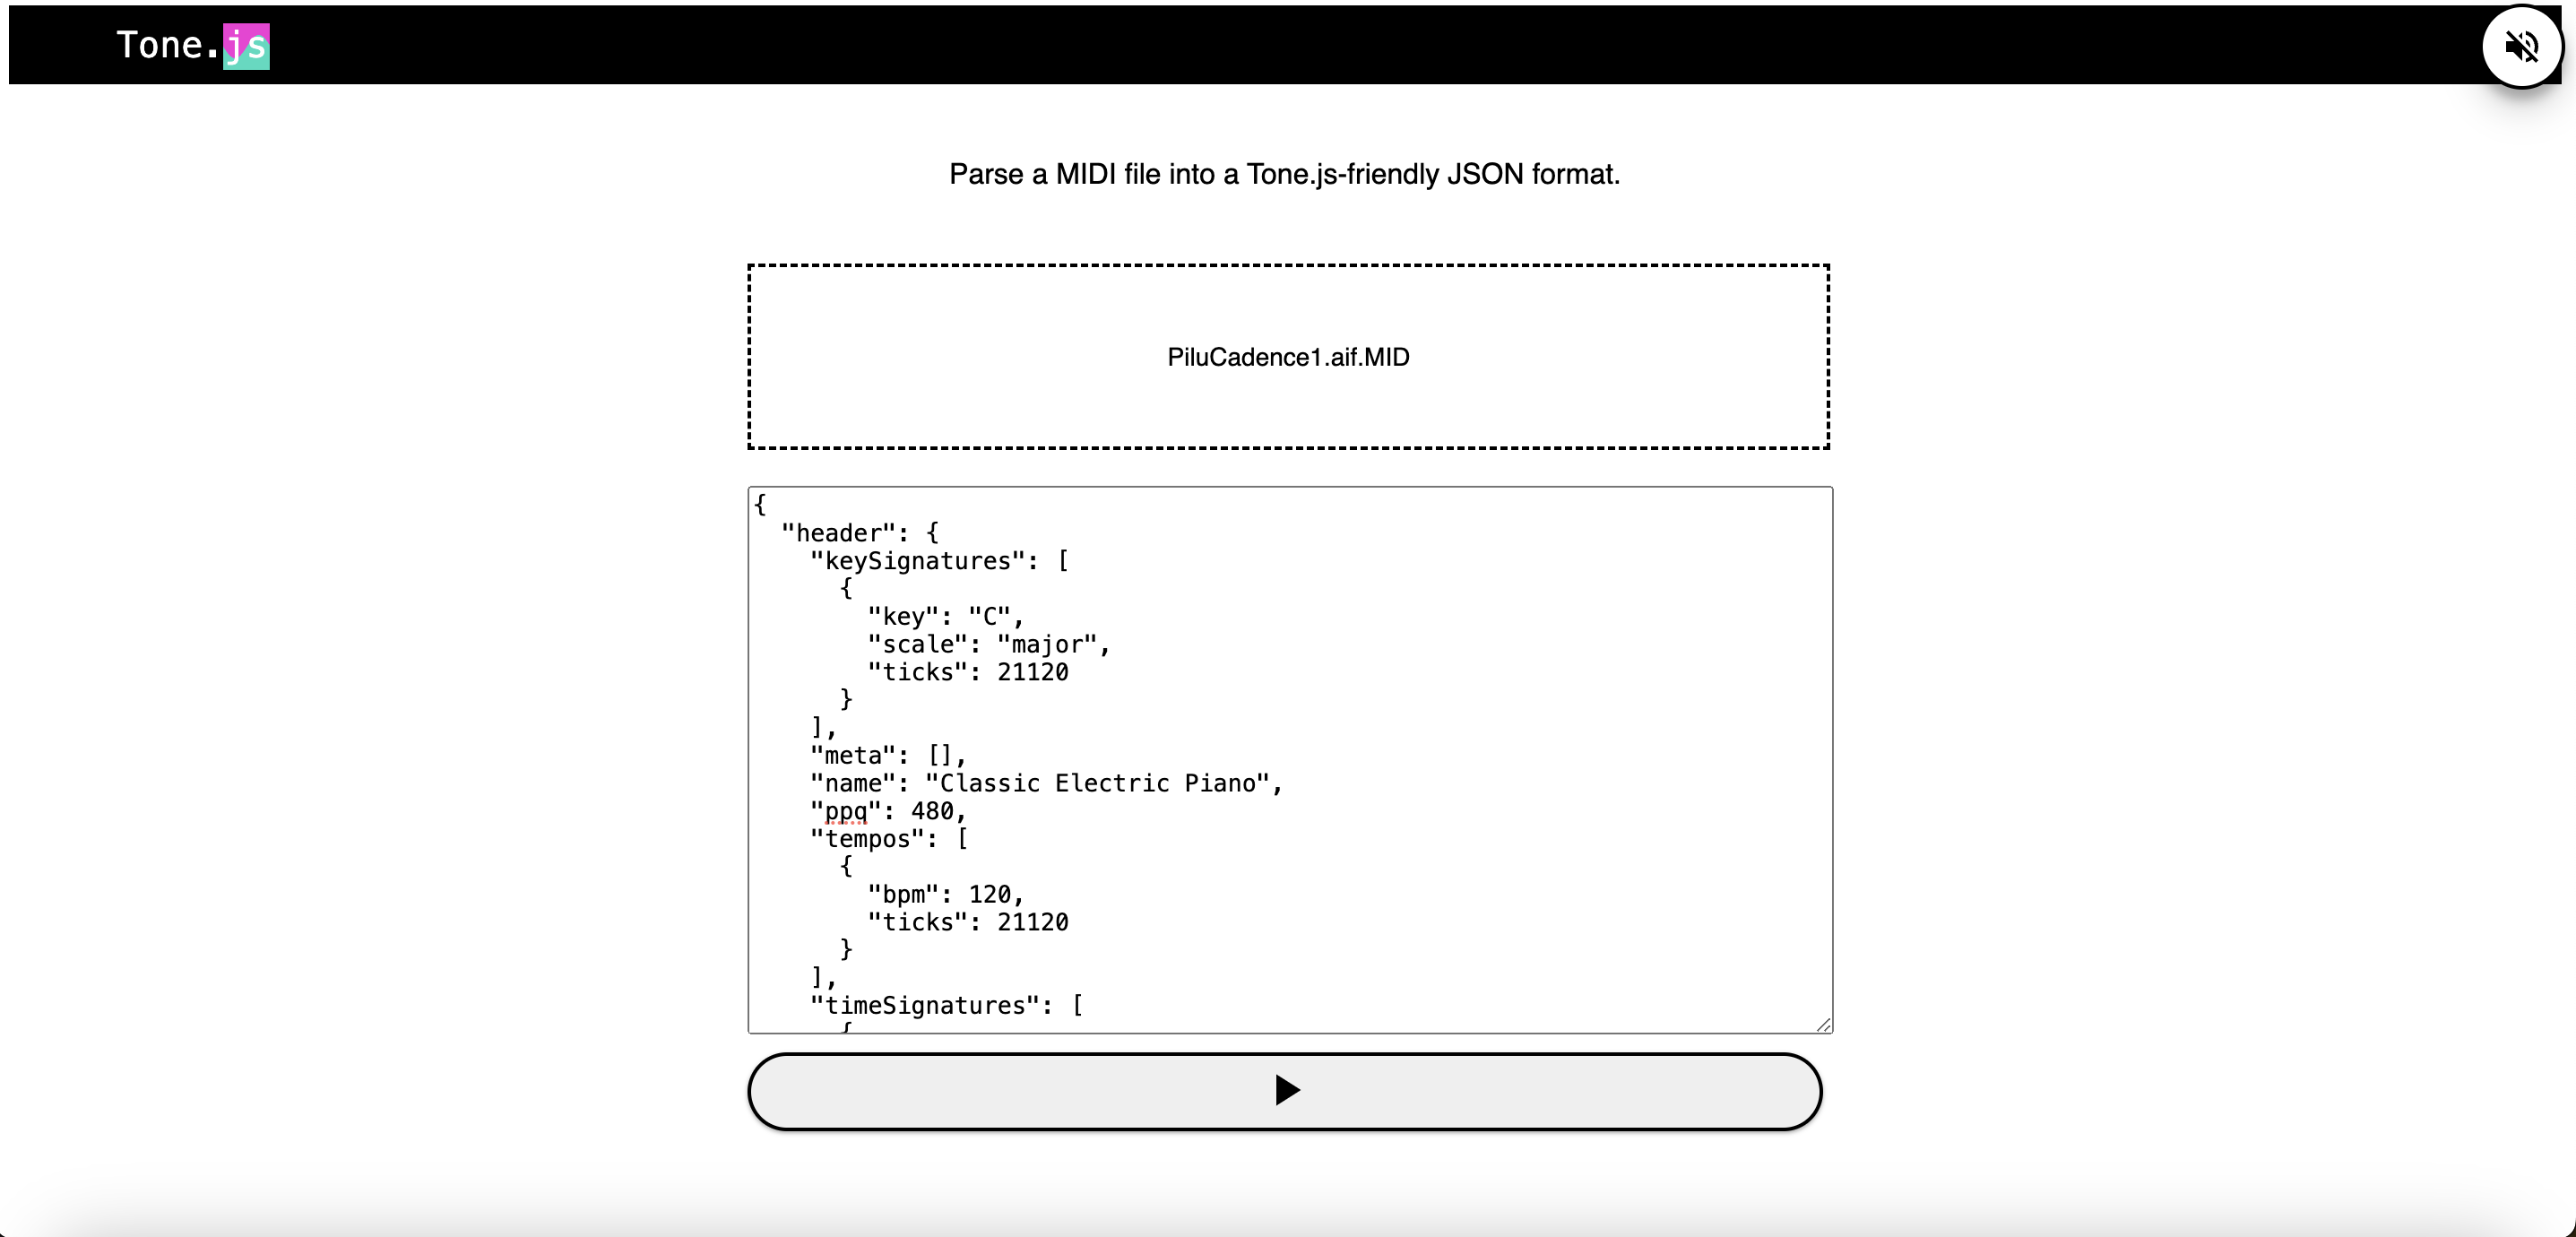 Tone.js
Parse a MIDI file into a Tone.js-friendly JSON format.
PiluCadence1.aif.MID
{
  "header": {
    "keySignatures": [
      {
        "key": "C",
        "scale": "major",
        "ticks": 21120
      }
    ],
    "meta": [],
    "name": "Classic Electric Piano",
    "ppq": 480,
    "tempos": [
      {
        "bpm": 120,
        "ticks": 21120
      }
    ],
    "timeSignatures": [
      {